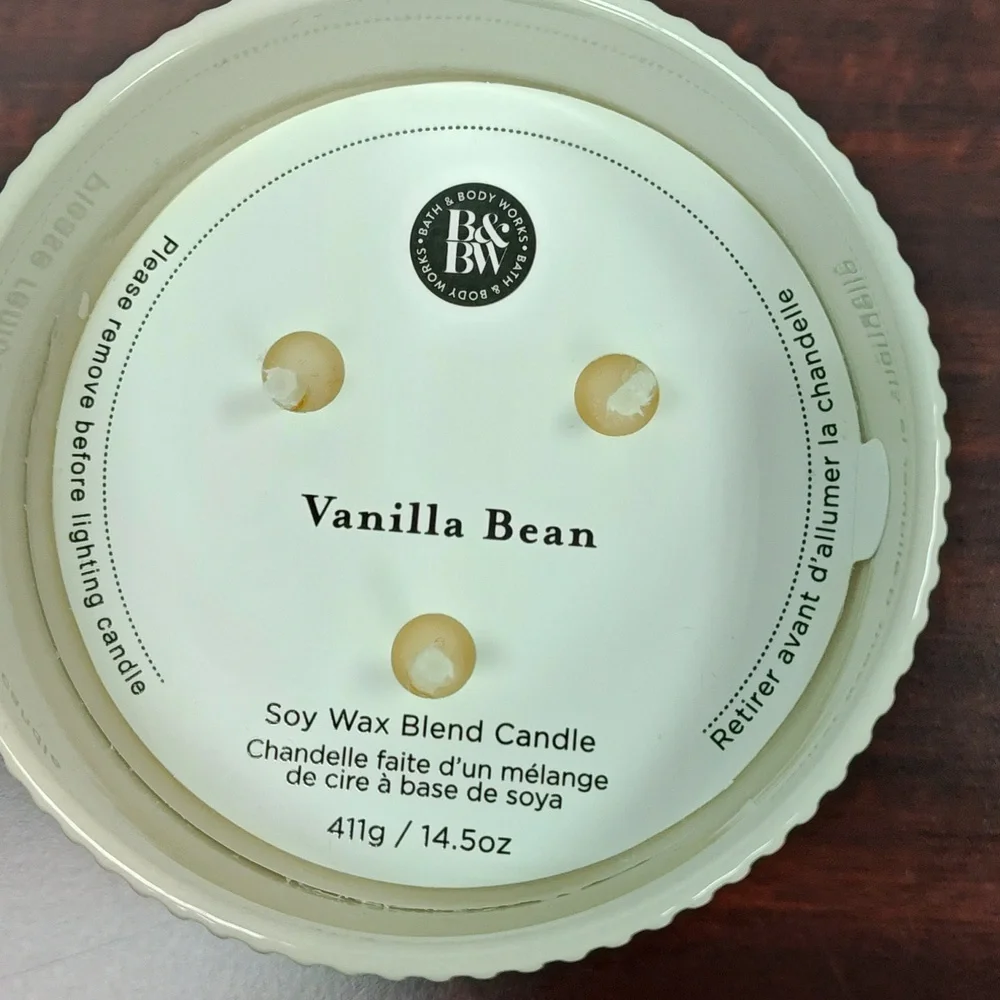 BATH & BODY WORKS • BATH & BODY WORKS •
B&
BW
Please remove before lighting candle
Retirer avant d'allumer la chandelle
Vanilla Bean
Soy Wax Blend Candle
Chandelle faite d'un mélange
de cire à base de soya
411g / 14.5oz